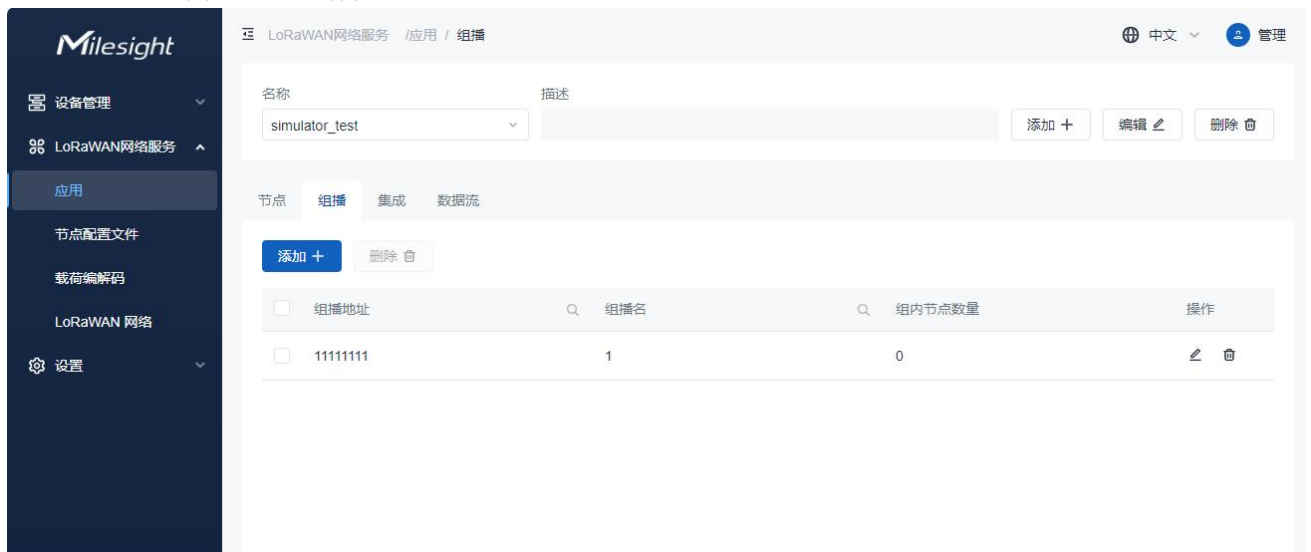 Milesight
LoRaWAN网络服务 /应用 / 组播
中文
管理
设备管理
LoRaWAN网络服务
应用
节点配置文件
载荷编解码
LoRaWAN 网络
设置
名称
描述
simulator_test
添加 +
编辑
删除
节点 组播 集成 数据流
添加 +
删除
组播地址 组播名 组内节点数量 操作
11111111 1 0